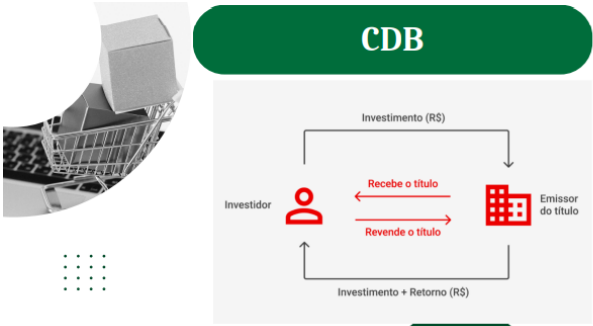 CDB
Investimento (R$)
Recebe o título
Investidor
Emissor
do título
Revende o título
Investimento + Retorno (R$)